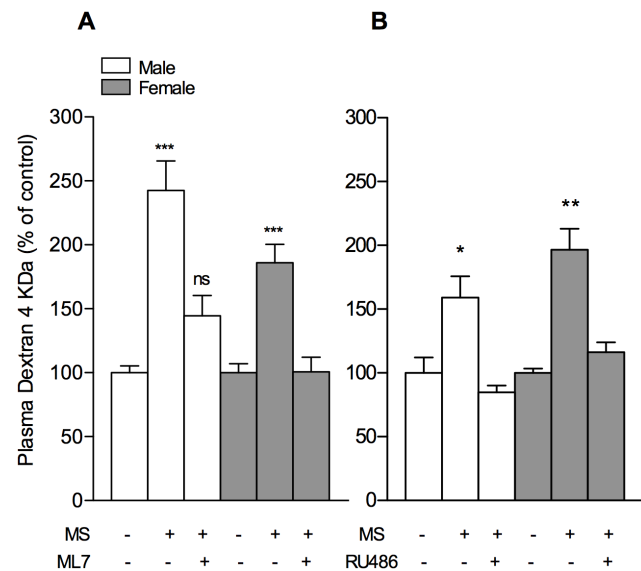 A
B
Male
Female
Plasma Dextran 4 KDa (% of control)
300
250
200
150
100
50
0
***
ns
***
300
250
200
150
100
50
0
*
**
MS - + + - + +
ML7 - - + - - +
MS - + + - + +
RU486 - - + - - +